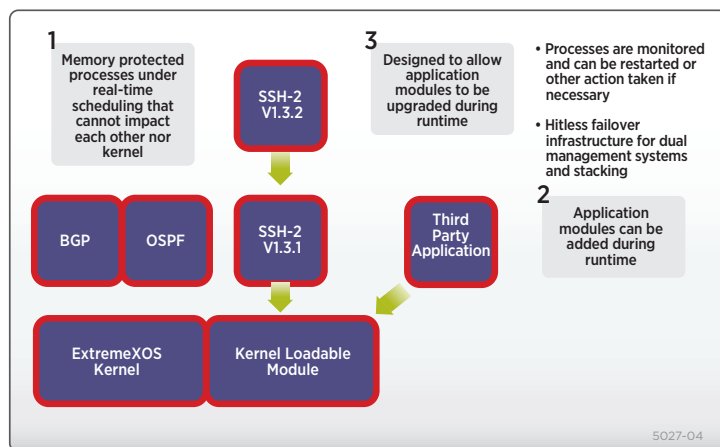 1
Memory protected
processes under
real-time
scheduling that
cannot impact
each other nor
kernel
SSH-2
V1.3.2
3
Designed to allow
application
modules to be
upgraded during
runtime
• Processes are monitored
and can be restarted or
other action taken if
necessary
• Hitless failover
infrastructure for dual
management systems
and stacking
2
Application
modules can be
added during
runtime
BGP
OSPF
SSH-2
V1.3.1
Third
Party
Application
ExtremeXOS
Kernel
Kernel Loadable
Module
5027-04